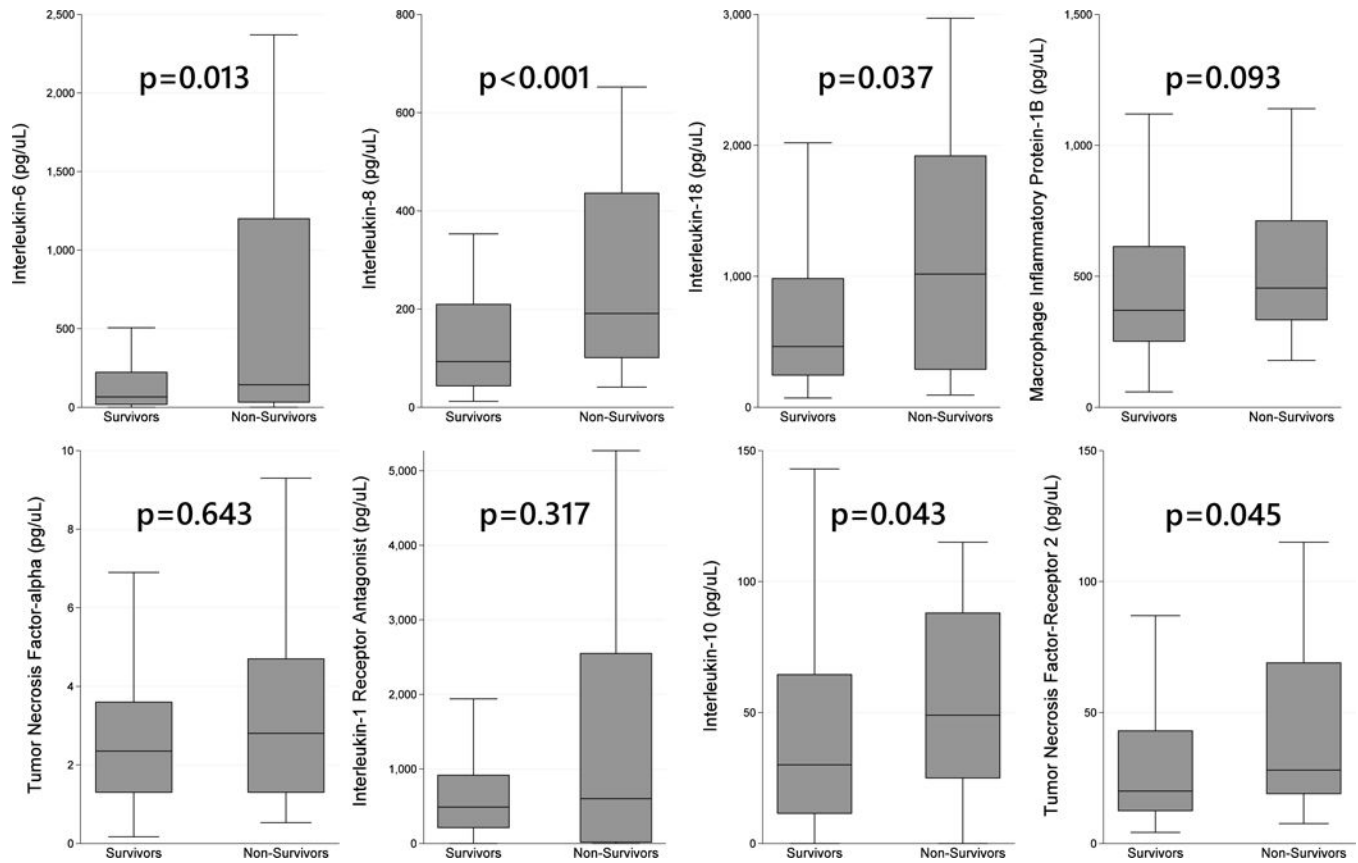 Interleukin-6 (pg/uL)
2,500
2,000
1,500
1,000
500
0
p=0.013
Survivors
Non-Survivors
Interleukin-8 (pg/uL)
800
600
400
200
0
p<0.001
Survivors
Non-Survivors
Interleukin-18 (pg/uL)
3,000
2,000
1,000
0
p=0.037
Survivors
Non-Survivors
Macrophage Inflammatory Protein-1B (pg/uL)
1,500
1,000
500
0
p=0.093
Survivors
Non-Survivors
Tumor Necrosis Factor-alpha (pg/uL)
10
8
6
4
2
0
p=0.643
Survivors
Non-Survivors
Interleukin-1 Receptor Antagonist (pg/uL)
5,000
4,000
3,000
2,000
1,000
0
p=0.317
Survivors
Non-Survivors
Interleukin-10 (pg/uL)
150
100
50
0
p=0.043
Survivors
Non-Survivors
Tumor Necrosis Factor-Receptor 2 (pg/uL)
150
100
50
0
p=0.045
Survivors
Non-Survivors